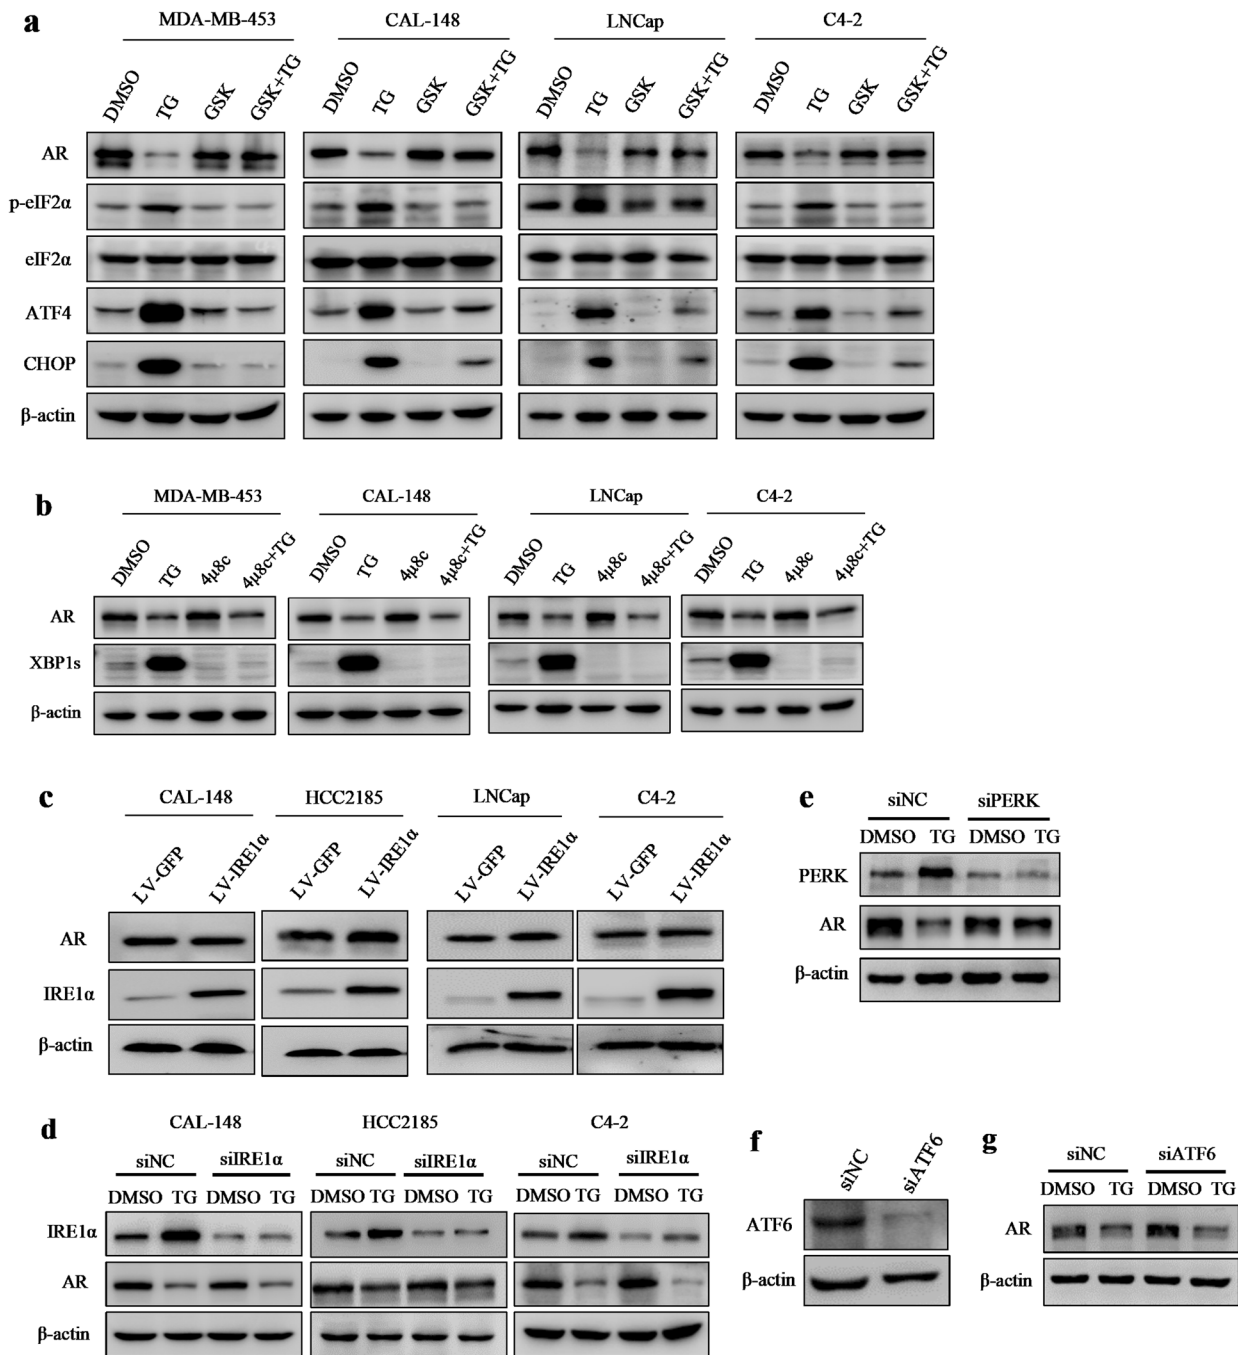 a
MDA-MB-453 CAL-148 LNCap C4-2
DMSO TG GSK GSK+TG DMSO TG GSK GSK+TG DMSO TG GSK GSK+TG DMSO TG GSK GSK+TG
AR
p-eIF2α
eIF2α
ATF4
CHOP
β-actin
b
MDA-MB-453 CAL-148 LNCap C4-2
DMSO TG 4μ8c 4μ8c+TG DMSO TG 4μ8c 4μ8c+TG DMSO TG 4μ8c 4μ8c+TG DMSO TG 4μ8c 4μ8c+TG
AR
XBP1s
β-actin
c
CAL-148 HCC2185 LNCap C4-2
LV-GFP LV-IRE1α LV-GFP LV-IRE1α LV-GFP LV-IRE1α LV-GFP LV-IRE1α
AR
IRE1α
β-actin
e
siNC siPERK
DMSO TG DMSO TG
PERK
AR
β-actin
d
CAL-148 HCC2185 C4-2
siNC siIRE1α siNC siIRE1α siNC siIRE1α
DMSO TG DMSO TG DMSO TG DMSO TG DMSO TG DMSO TG
IRE1α
AR
β-actin
f
siNC siATF6
ATF6
β-actin
g
siNC siATF6
DMSO TG DMSO TG
AR
β-actin